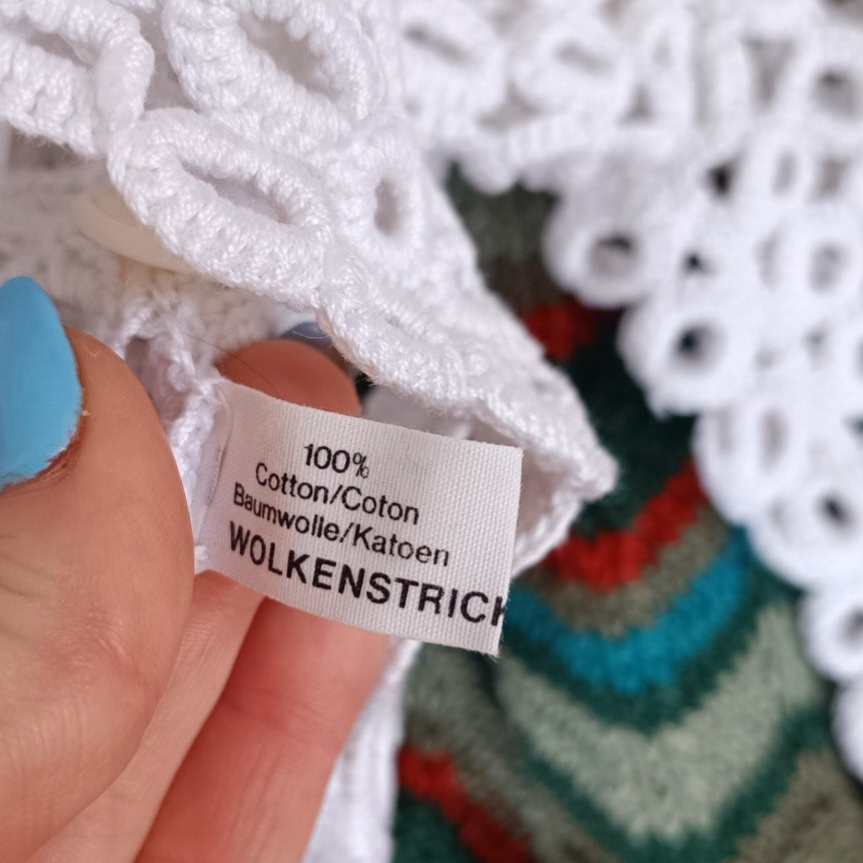 100%
Cotton/Coton
Baumwolle/Katoen
WOLKENSTRICK